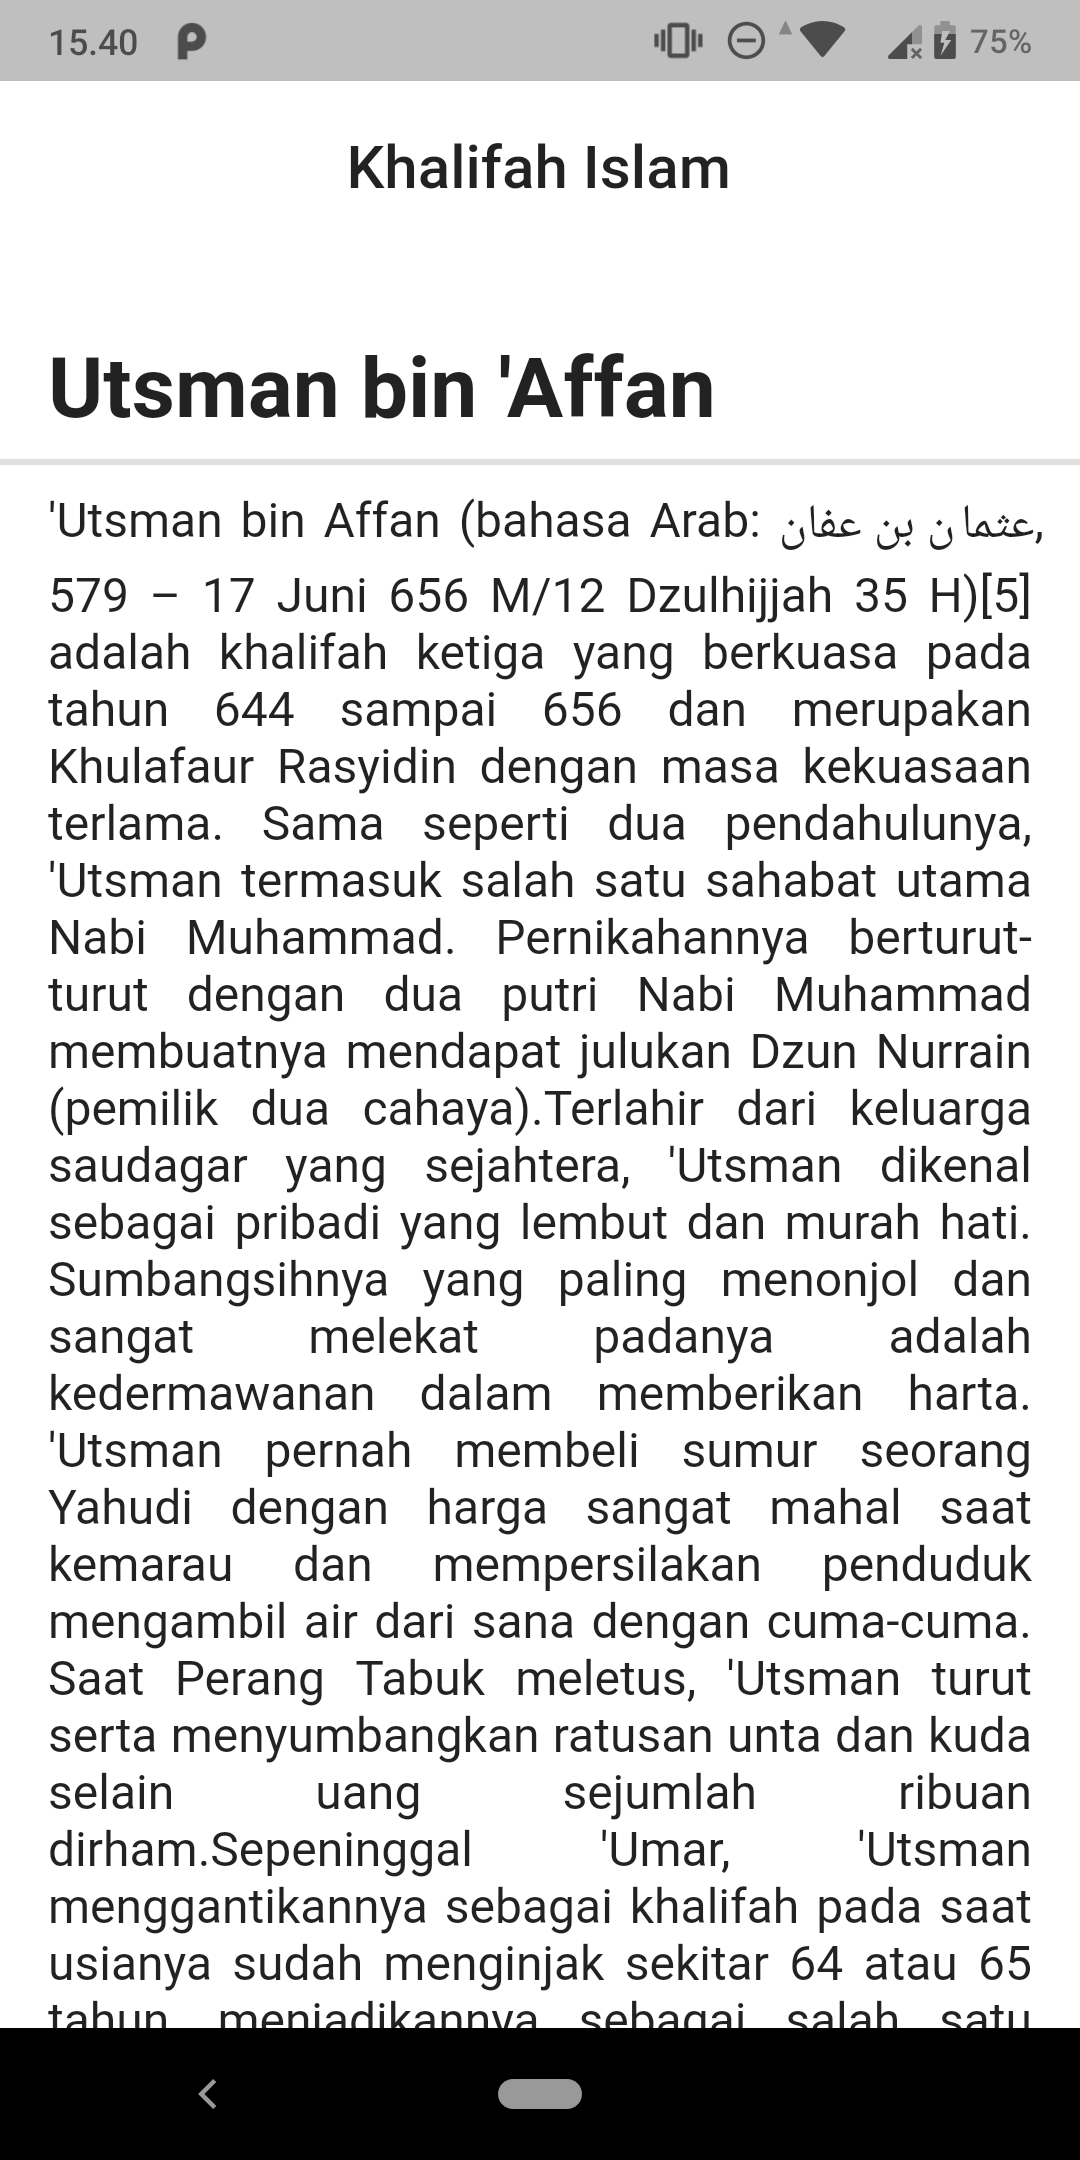 15.40
75%
Khalifah Islam
Utsman bin 'Affan
'Utsman bin Affan (bahasa Arab: عثمان بن عفان,
579 – 17 Juni 656 M/12 Dzulhijjah 35 H)[5]
adalah khalifah ketiga yang berkuasa pada
tahun 644 sampai 656 dan merupakan
Khulafaur Rasyidin dengan masa kekuasaan
terlama. Sama seperti dua pendahulunya,
'Utsman termasuk salah satu sahabat utama
Nabi Muhammad. Pernikahannya berturut-
turut dengan dua putri Nabi Muhammad
membuatnya mendapat julukan Dzun Nurrain
(pemilik dua cahaya).Terlahir dari keluarga
saudagar yang sejahtera, 'Utsman dikenal
sebagai pribadi yang lembut dan murah hati.
Sumbangsihnya yang paling menonjol dan
sangat melekat padanya adalah
kedermawanan dalam memberikan harta.
'Utsman pernah membeli sumur seorang
Yahudi dengan harga sangat mahal saat
kemarau dan mempersilakan penduduk
mengambil air dari sana dengan cuma-cuma.
Saat Perang Tabuk meletus, 'Utsman turut
serta menyumbangkan ratusan unta dan kuda
selain uang sejumlah ribuan
dirham.Sepeninggal 'Umar, 'Utsman
menggantikannya sebagai khalifah pada saat
usianya sudah menginjak sekitar 64 atau 65
tahun, menjadikannya sebagai salah satu